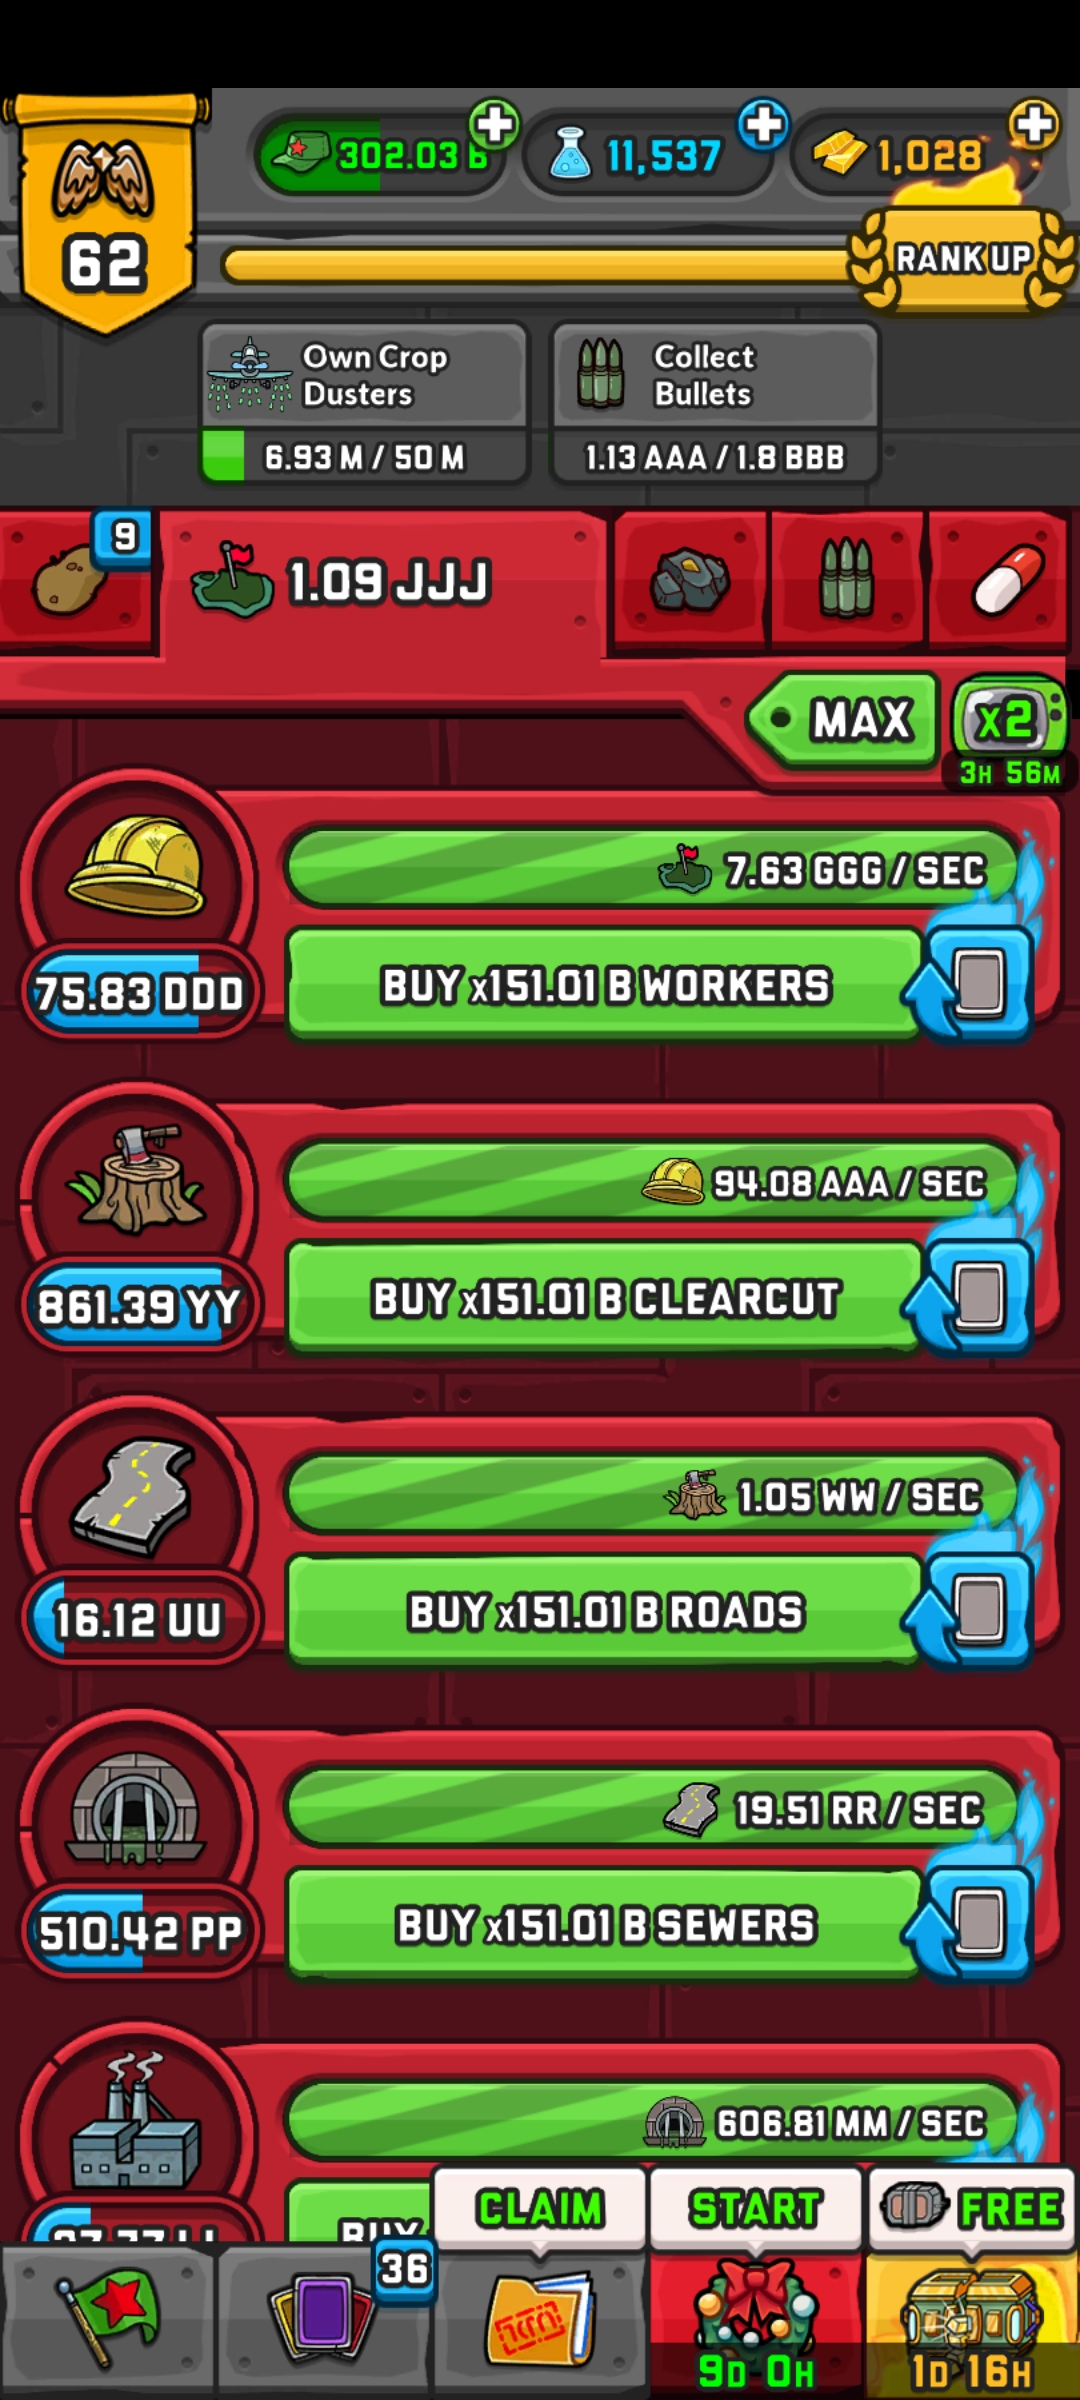 62
302.03 B
11,537
1,028
RANK UP
Own Crop
Dusters
6.93 M / 50 M
Collect
Bullets
1.13 AAA / 1.8 BBB
9
1.09 JJJ
MAX
x2
3H 56M
7.63 GGG / SEC
75.83 DDD
BUY x151.01 B WORKERS
94.08 AAA / SEC
861.39 YY
BUY x151.01 B CLEARCUT
1.05 WW / SEC
16.12 UU
BUY x151.01 B ROADS
19.51 RR / SEC
510.42 PP
BUY x151.01 B SEWERS
606.81 MM / SEC
BUY
CLAIM
START
FREE
36
9D 0H
1D 16H